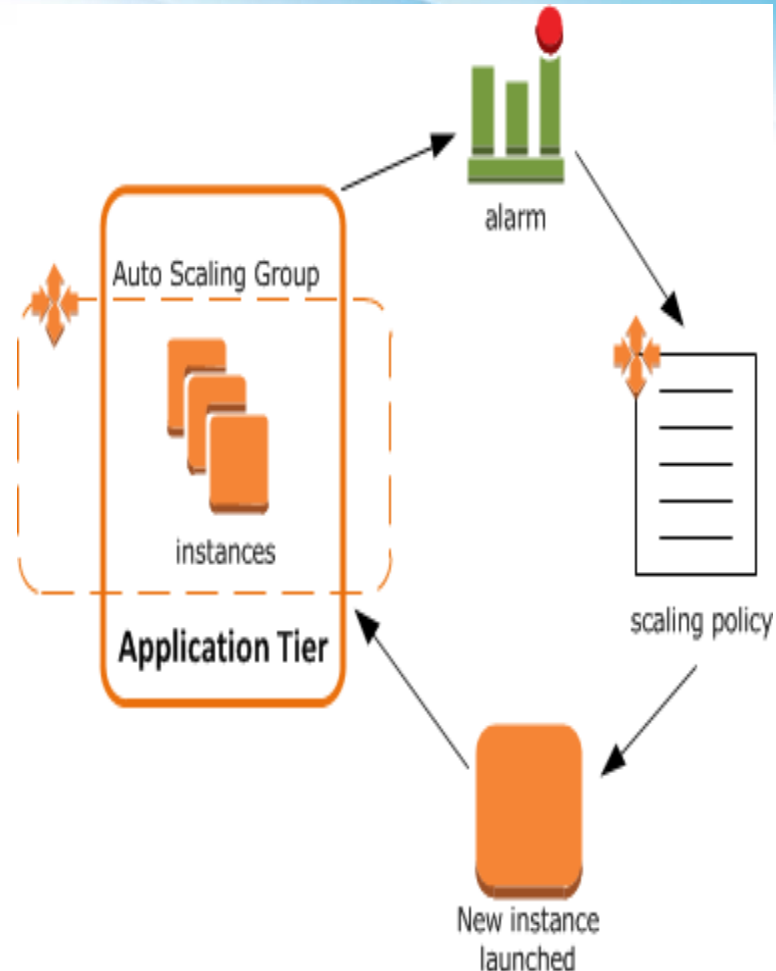 alarm
Auto Scaling Group
instances
Application Tier
scaling policy
New instance
launched